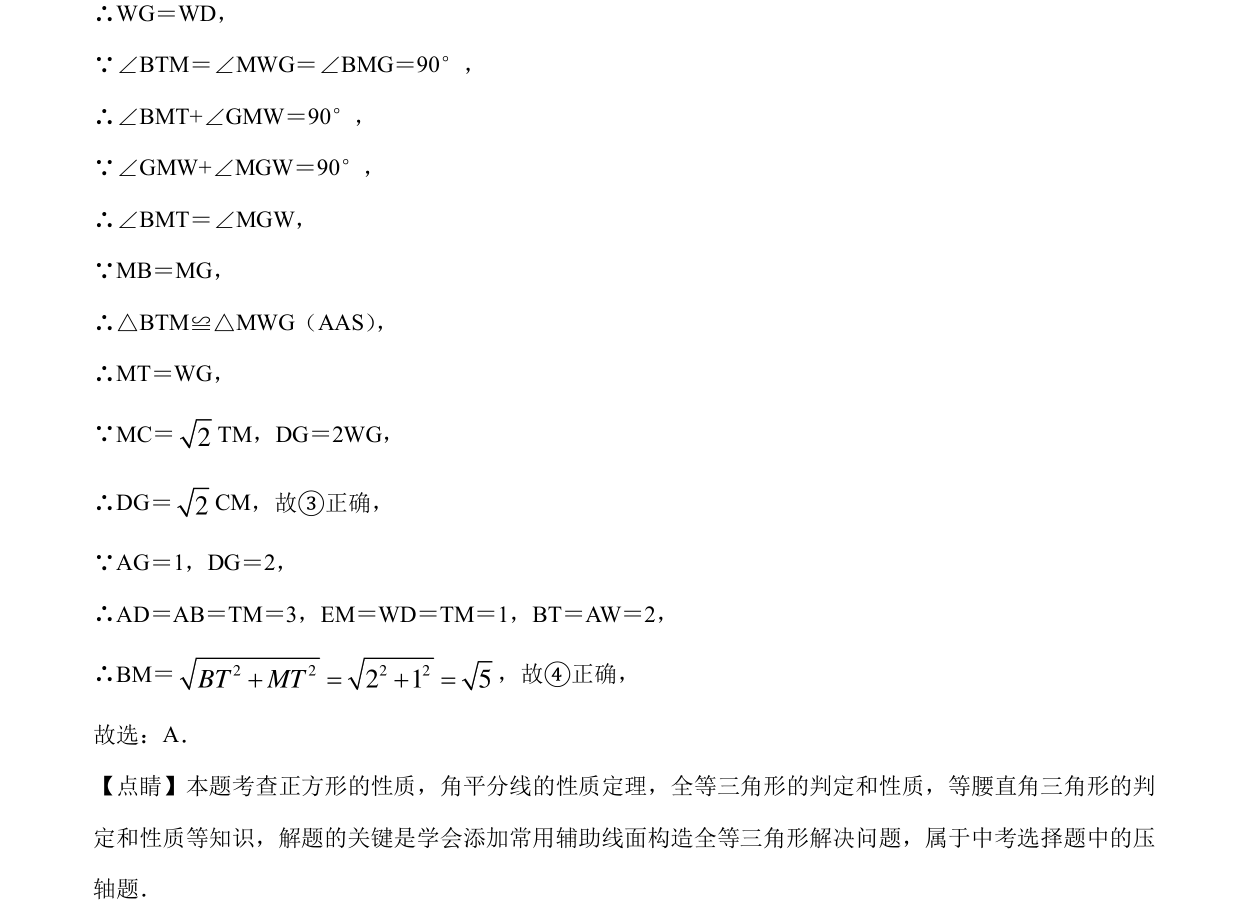 ∴WG＝WD，
∵∠BTM＝∠MWG＝∠BMG＝90°，
∴∠BMT+∠GMW＝90°，
∵∠GMW+∠MGW＝90°，
∴∠BMT＝∠MGW，
∵MB＝MG，
∴△BTM≌△MWG（AAS），
∴MT＝WG，
∵MC＝√2 TM，DG＝2WG，
∴DG＝√2 CM，故③正确，
∵AG＝1，DG＝2，
∴AD＝AB＝TM＝3，EM＝WD＝TM＝1，BT＝AW＝2，
∴BM＝√(BT²+MT²)＝√(2²+1²)＝√5，故④正确，
故选：A．
【点睛】本题考查正方形的性质，角平分线的性质定理，全等三角形的判定和性质，等腰直角三角形的判
定和性质等知识，解题的关键是学会添加常用辅助线面构造全等三角形解决问题，属于中考选择题中的压
轴题．